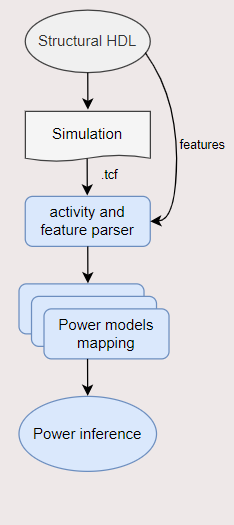 Structural HDL
Simulation
features
.tcf
activity and
feature parser
Power models
mapping
Power inference